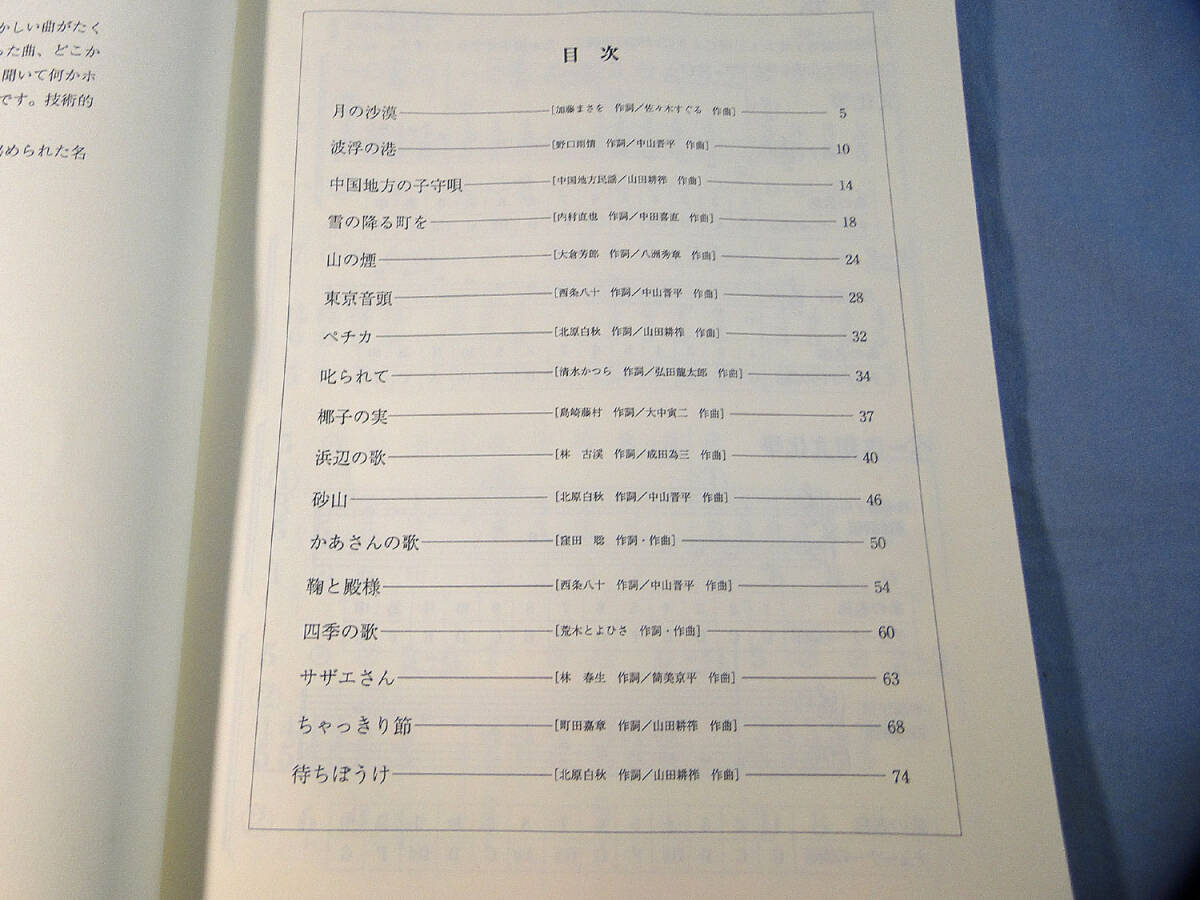 かしい曲がたく
った曲、どこか
聞いて何かホ
です。技術的
められた名
目次
月の沙漠 [加藤まさを 作詞／佐々木すぐる 作曲] 5
波浮の港 [野口雨情 作詞／中山晋平 作曲] 10
中国地方の子守唄 [中国地方民謡／山田耕筰 作曲] 14
雪の降る町を [内村直也 作詞／中田喜直 作曲] 18
山の煙 [大倉芳郎 作詞／八洲秀章 作曲] 24
東京音頭 [西条八十 作詞／中山晋平 作曲] 28
ペチカ [北原白秋 作詞／山田耕筰 作曲] 32
叱られて [清水かつら 作詞／弘田龍太郎 作曲] 34
椰子の実 [島崎藤村 作詞／大中寅二 作曲] 37
浜辺の歌 [林 古溪 作詞／成田為三 作曲] 40
砂山 [北原白秋 作詞／中山晋平 作曲] 46
かあさんの歌 [窪田 聡 作詞・作曲] 50
鞠と殿様 [西条八十 作詞／中山晋平 作曲] 54
四季の歌 [荒木とよひさ 作詞・作曲] 60
サザエさん [林 春生 作詞／筒美京平 作曲] 63
ちゃっきり節 [町田嘉章 作詞／山田耕筰 作曲] 68
待ちぼうけ [北原白秋 作詞／山田耕筰 作曲] 74